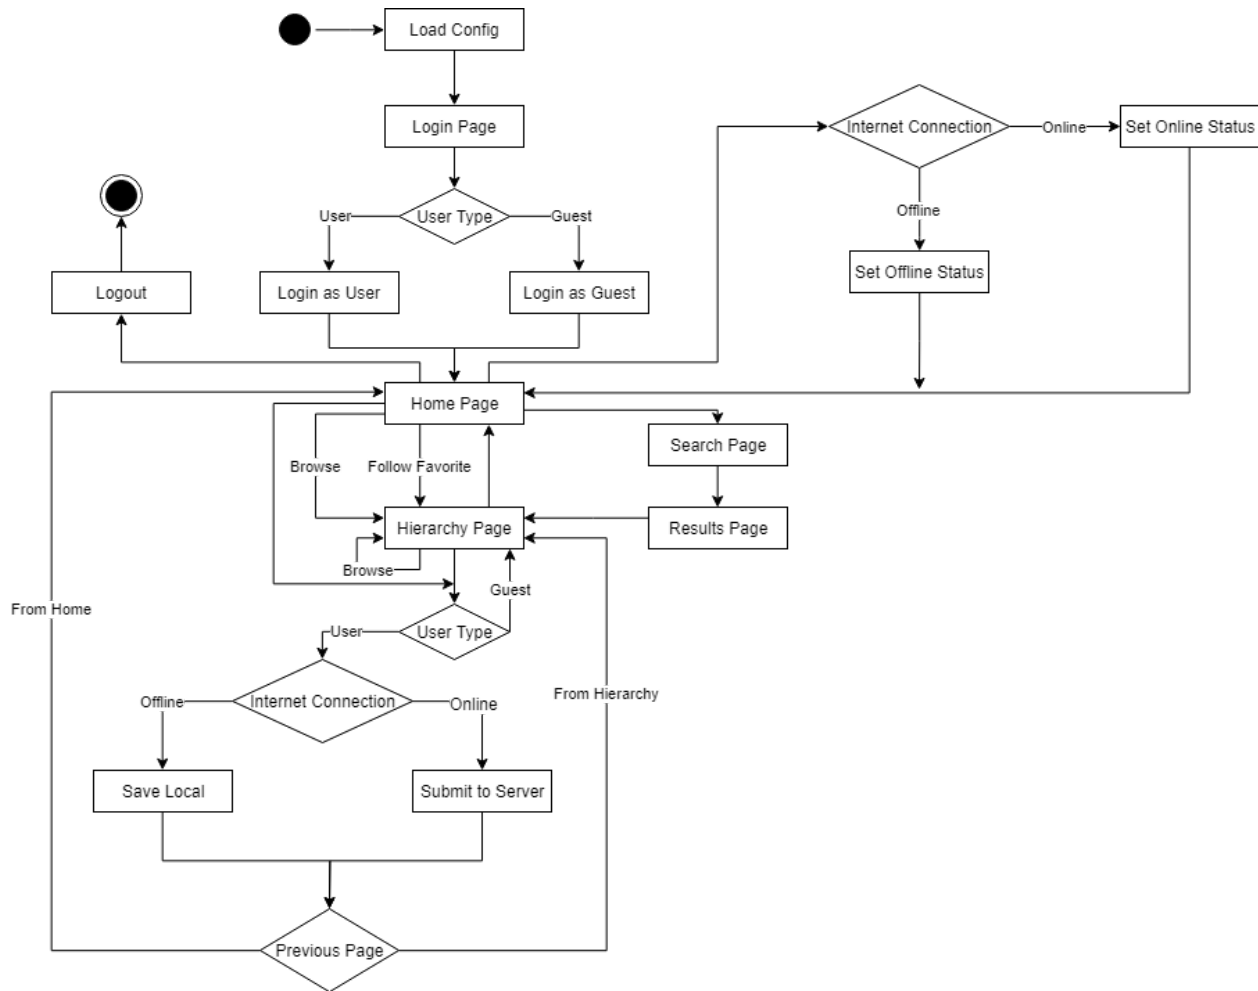 Load Config
Login Page
Internet Connection
Online
Set Online Status
User
User Type
Guest
Offline
Logout
Login as User
Login as Guest
Set Offline Status
Home Page
Search Page
Browse
Follow Favorite
Hierarchy Page
Results Page
Browse
Guest
From Home
User
User Type
From Hierarchy
Offline
Internet Connection
Online
Save Local
Submit to Server
Previous Page